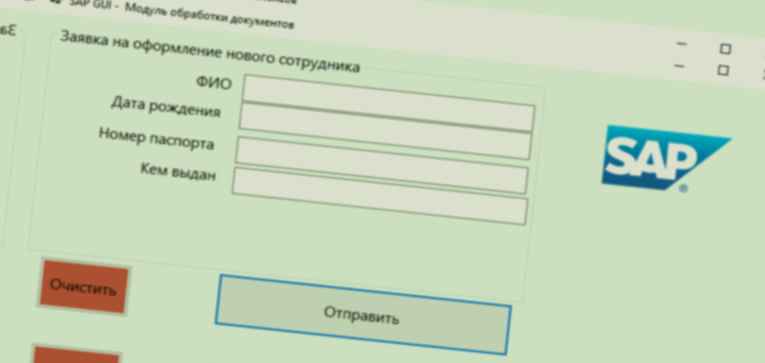 SAP GUI - Модуль обработки документов
Заявка на оформление нового сотрудника
ФИО
Дата рождения
Номер паспорта
Кем выдан
SAP
®
Очистить
Отправить